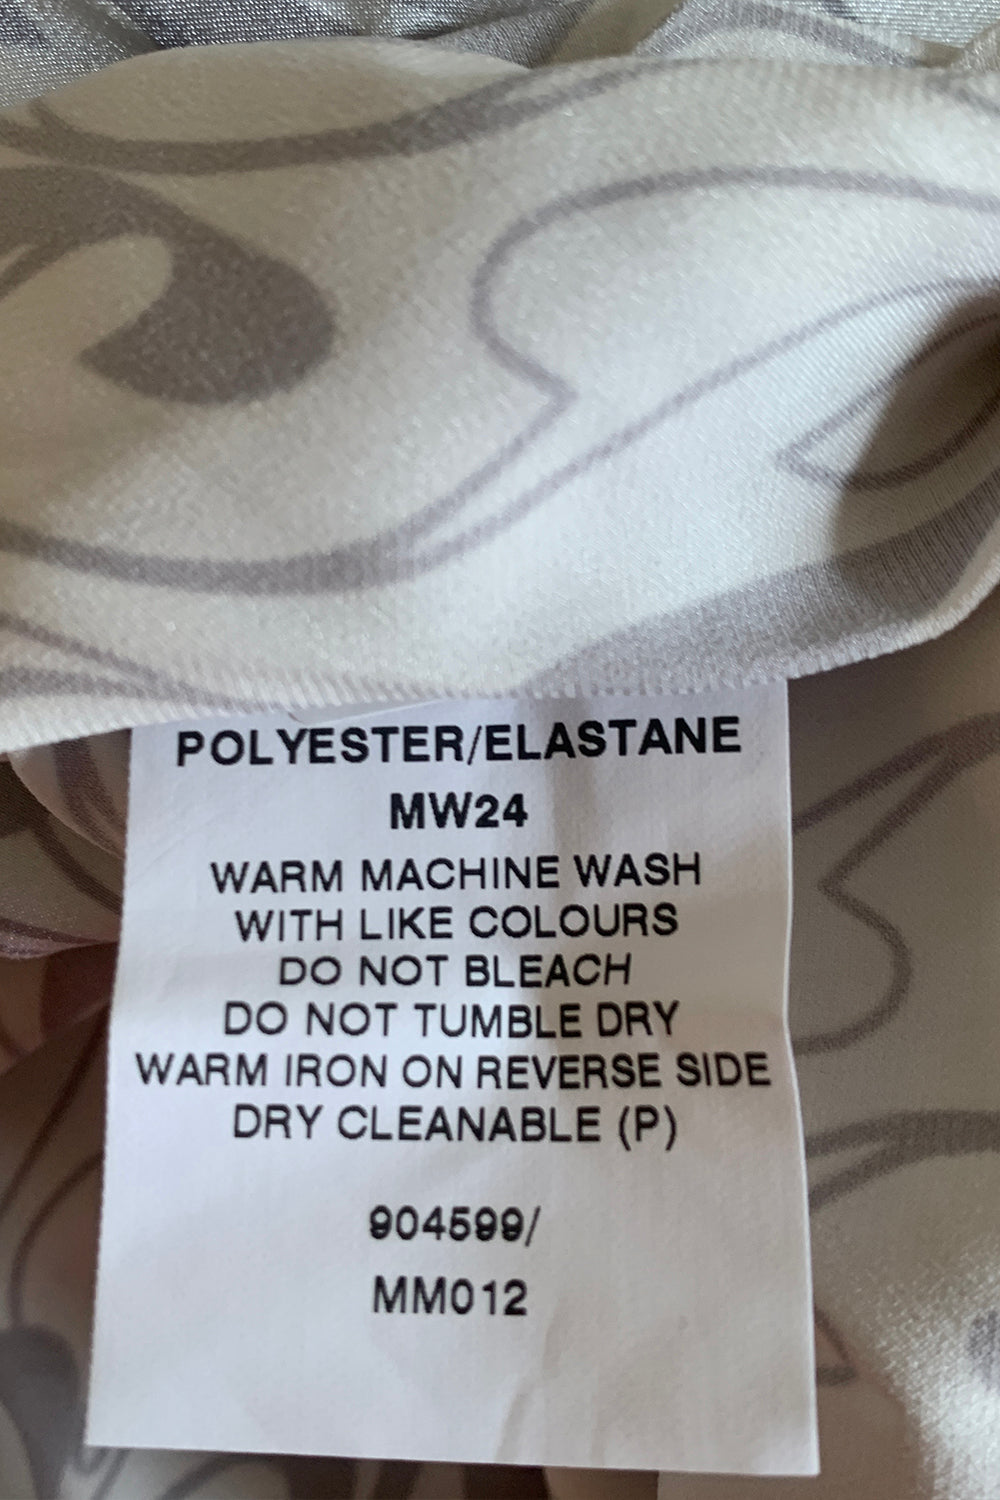 POLYESTER/ELASTANE
MW24
WARM MACHINE WASH
WITH LIKE COLOURS
DO NOT BLEACH
DO NOT TUMBLE DRY
WARM IRON ON REVERSE SIDE
DRY CLEANABLE (P)
904599/
MM012